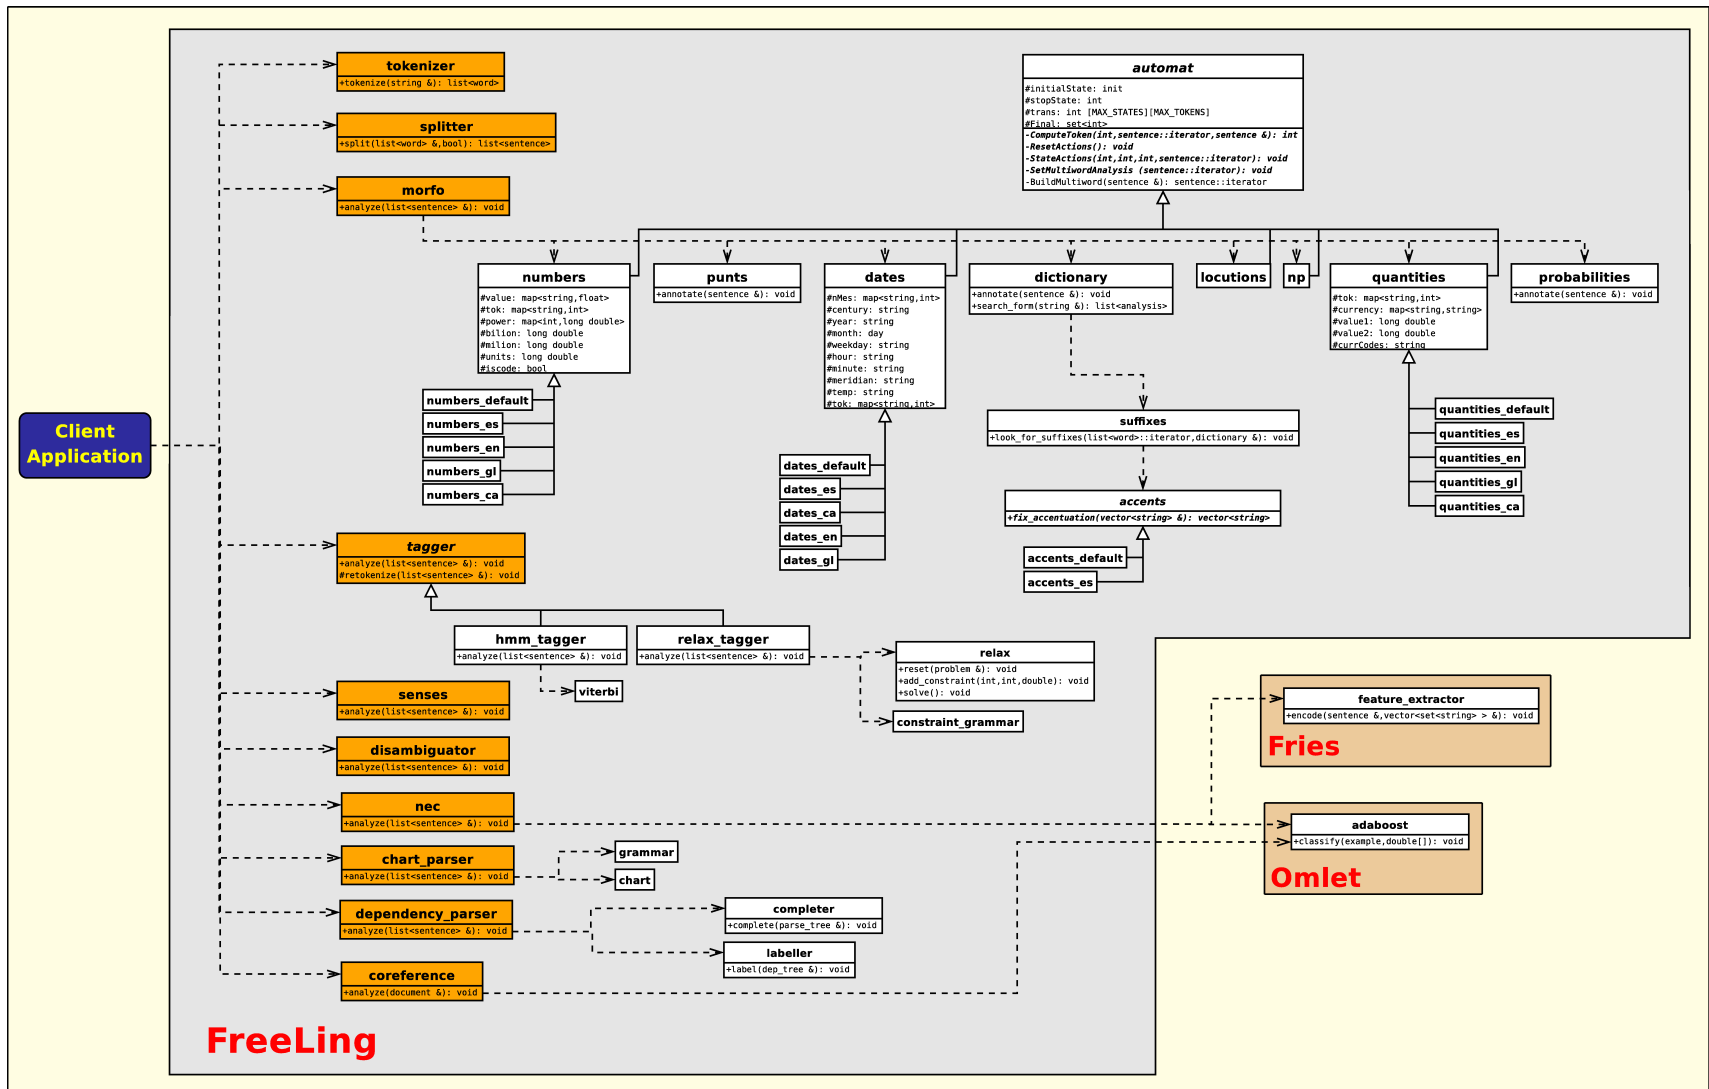 Client
Application
tokenizer
+tokenize(string &): list<word>
splitter
+split(list<word> &,bool): list<sentence>
morfo
+analyze(list<sentence> &): void
automat
#initialState: init
#stopState: int
#trans: int [MAX_STATES][MAX_TOKENS]
#Final: set<int>
-ComputeToken(int,sentence::iterator,sentence &): int
-ResetActions(): void
-StateActions(int,int,int,sentence::iterator): void
-SetMultiwordAnalysis (sentence::iterator): void
-BuildMultiword(sentence &): sentence::iterator
numbers
#value: map<string,float>
#tok: map<string,int>
#power: map<int,long double>
#bilion: long double
#milion: long double
#units: long double
#iscode: bool
numbers_default
numbers_es
numbers_en
numbers_gl
numbers_ca
punts
+annotate(sentence &): void
dates
#nMes: map<string,int>
#century: string
#year: string
#month: day
#weekday: string
#hour: string
#minute: string
#meridian: string
#temp: string
#tok: map<string,int>
dates_default
dates_es
dates_ca
dates_en
dates_gl
dictionary
+annotate(sentence &): void
+search_form(string &): list<analysis>
suffixes
+look_for_suffixes(list<word>::iterator,dictionary &): void
accents
+fix_accentuation(vector<string> &): vector<string>
accents_default
accents_es
locutions
np
quantities
#tok: map<string,int>
#currency: map<string,string>
#value1: long double
#value2: long double
#currCodes: string
quantities_default
quantities_es
quantities_en
quantities_gl
quantities_ca
probabilities
+annotate(sentence &): void
tagger
+analyze(list<sentence> &): void
#retokenize(list<sentence> &): void
hmm_tagger
+analyze(list<sentence> &): void
viterbi
relax_tagger
+analyze(list<sentence> &): void
relax
+reset(problem &): void
+add_constraint(int,int,double): void
+solve(): void
constraint_grammar
senses
+analyze(list<sentence> &): void
disambiguator
+analyze(list<sentence> &): void
nec
+analyze(list<sentence> &): void
chart_parser
+analyze(list<sentence> &): void
grammar
chart
dependency_parser
+analyze(list<sentence> &): void
completer
+complete(parse_tree &): void
labeller
+label(dep_tree &): void
coreference
+analyze(document &): void
FreeLing
feature_extractor
+encode(sentence &,vector<set<string> > &): void
Fries
adaboost
+classify(example,double[]): void
Omlet